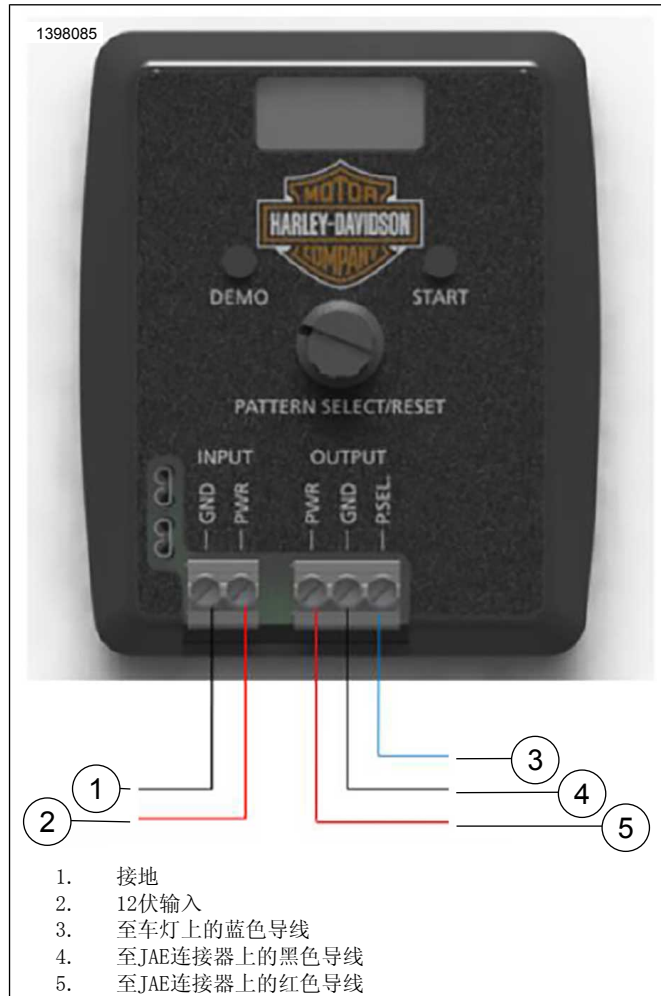 1398085
MOTOR
HARLEY-DAVIDSON
COMPANY
DEMO
START
PATTERN SELECT/RESET
INPUT
OUTPUT
GND
PWR
PWR
GND
P.SEL.
1
2
3
4
5
1. 接地
2. 12伏输入
3. 至车灯上的蓝色导线
4. 至JAE连接器上的黑色导线
5. 至JAE连接器上的红色导线